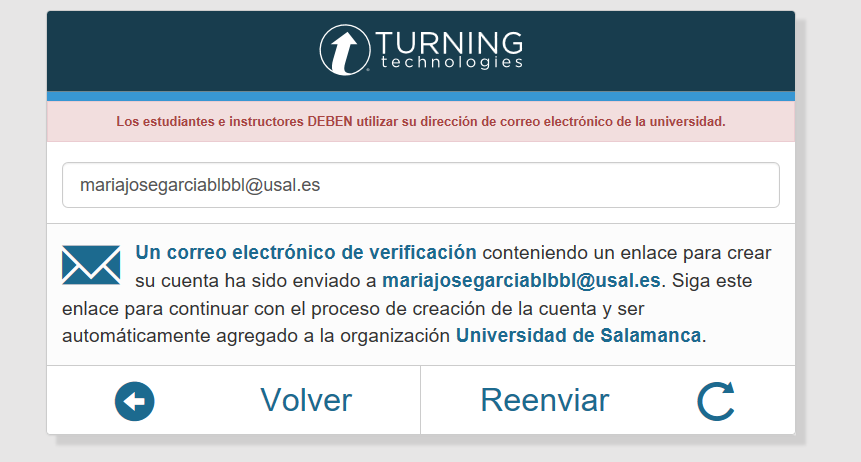 TURNING
technologies
Los estudiantes e instructores DEBEN utilizar su dirección de correo electrónico de la universidad.
mariajosegarciablbbl@usal.es
Un correo electrónico de verificación conteniendo un enlace para crear
su cuenta ha sido enviado a mariajosegarciablbbl@usal.es. Siga este
enlace para continuar con el proceso de creación de la cuenta y ser
automáticamente agregado a la organización Universidad de Salamanca.
Volver
Reenviar